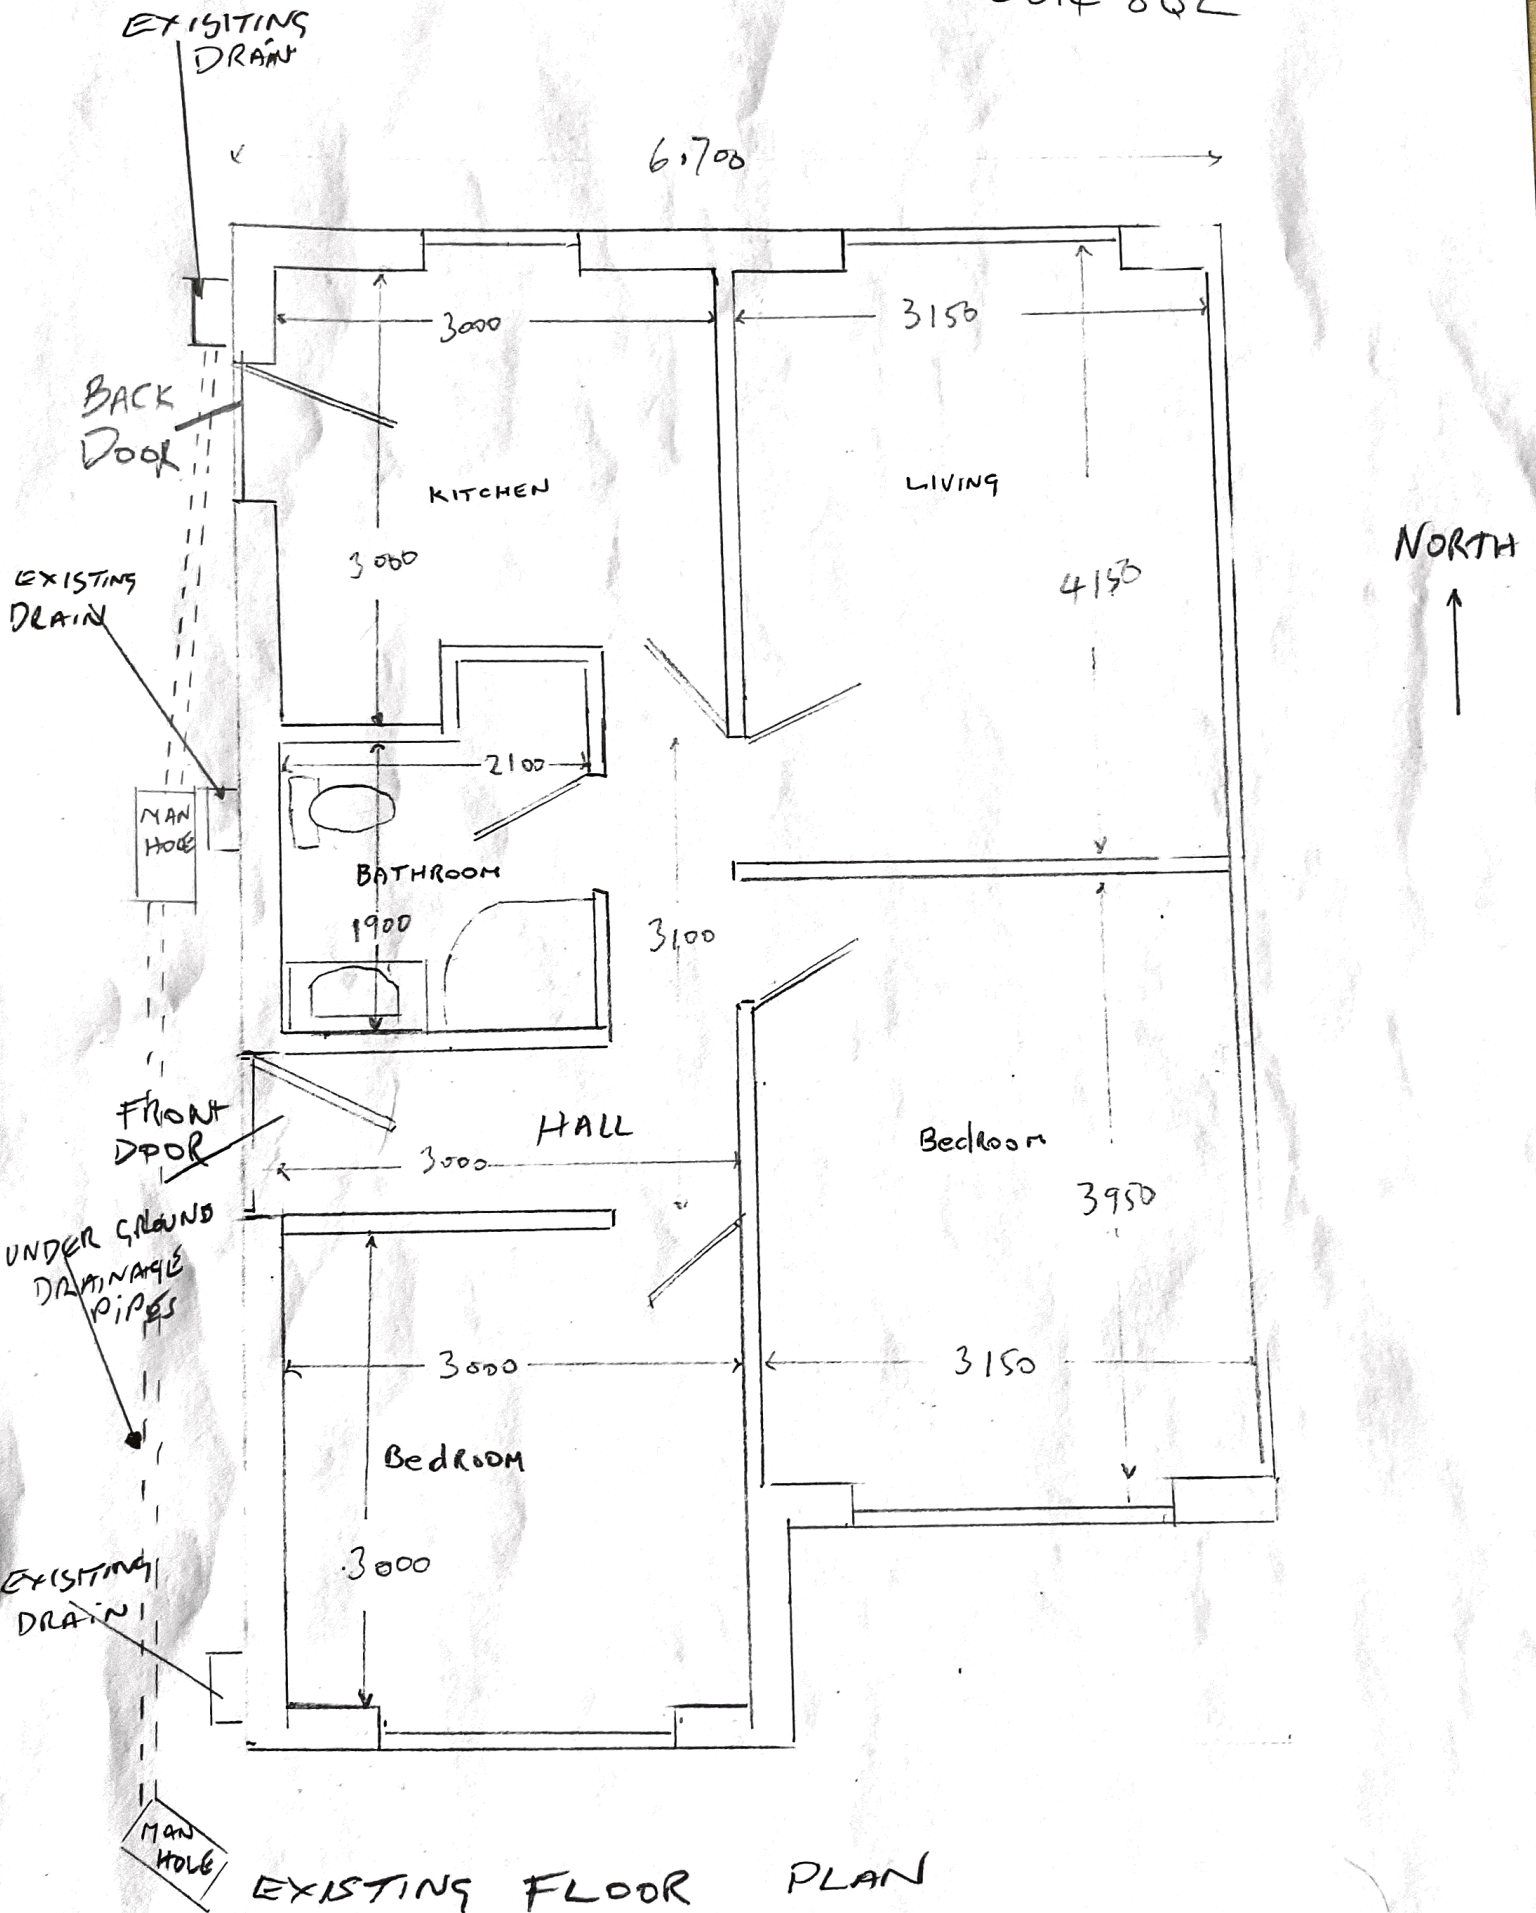 EXISITING
DRAIN
6.700
3000
3150
BACK
DOOR
KITCHEN
LIVING
3000
4150
NORTH
EXISTING
DRAIN
2100
MAN
HOLE
BATHROOM
1900
3100
FRONT
DOOR
HALL
3000
BedRooM
3950
UNDER GROUND
DRAINAGE
PiPES
3000
3150
BedRooM
3000
EXISITING
DRAiN
MAN
HOLE
EXISTING FLOOR PLAN